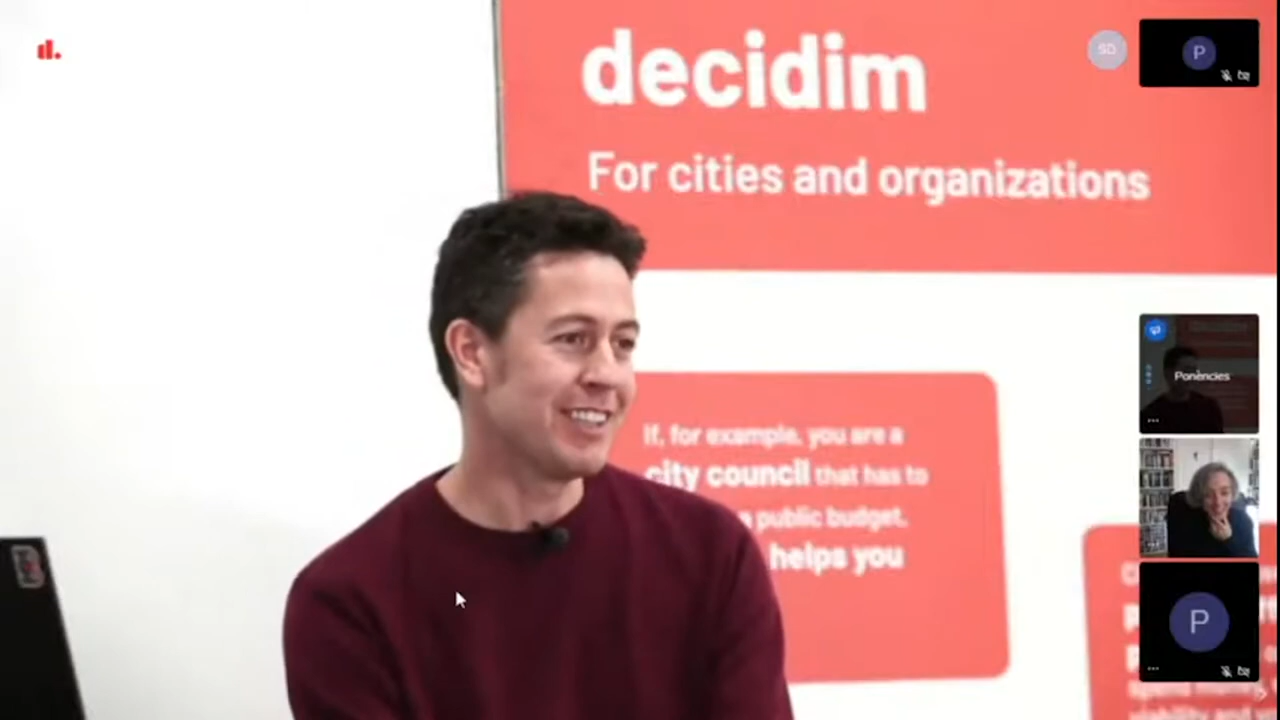 decidim
For cities and organizations
SD
P
If, for example, you are a
city council that has to
a public budget,
helps you
Ponències
P